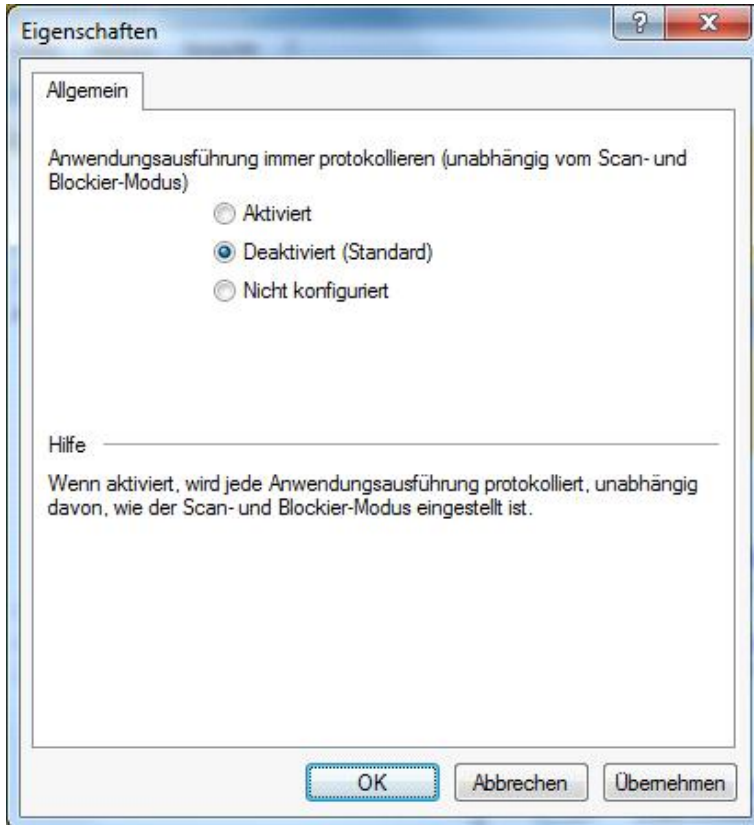 Eigenschaften
?
X
Allgemein
Anwendungsausführung immer protokollieren (unabhängig vom Scan- und
Blockier-Modus)
Aktiviert
Deaktiviert (Standard)
Nicht konfiguriert
Hilfe
Wenn aktiviert, wird jede Anwendungsausführung protokolliert, unabhängig
davon, wie der Scan- und Blockier-Modus eingestellt ist.
OK
Abbrechen
Übernehmen